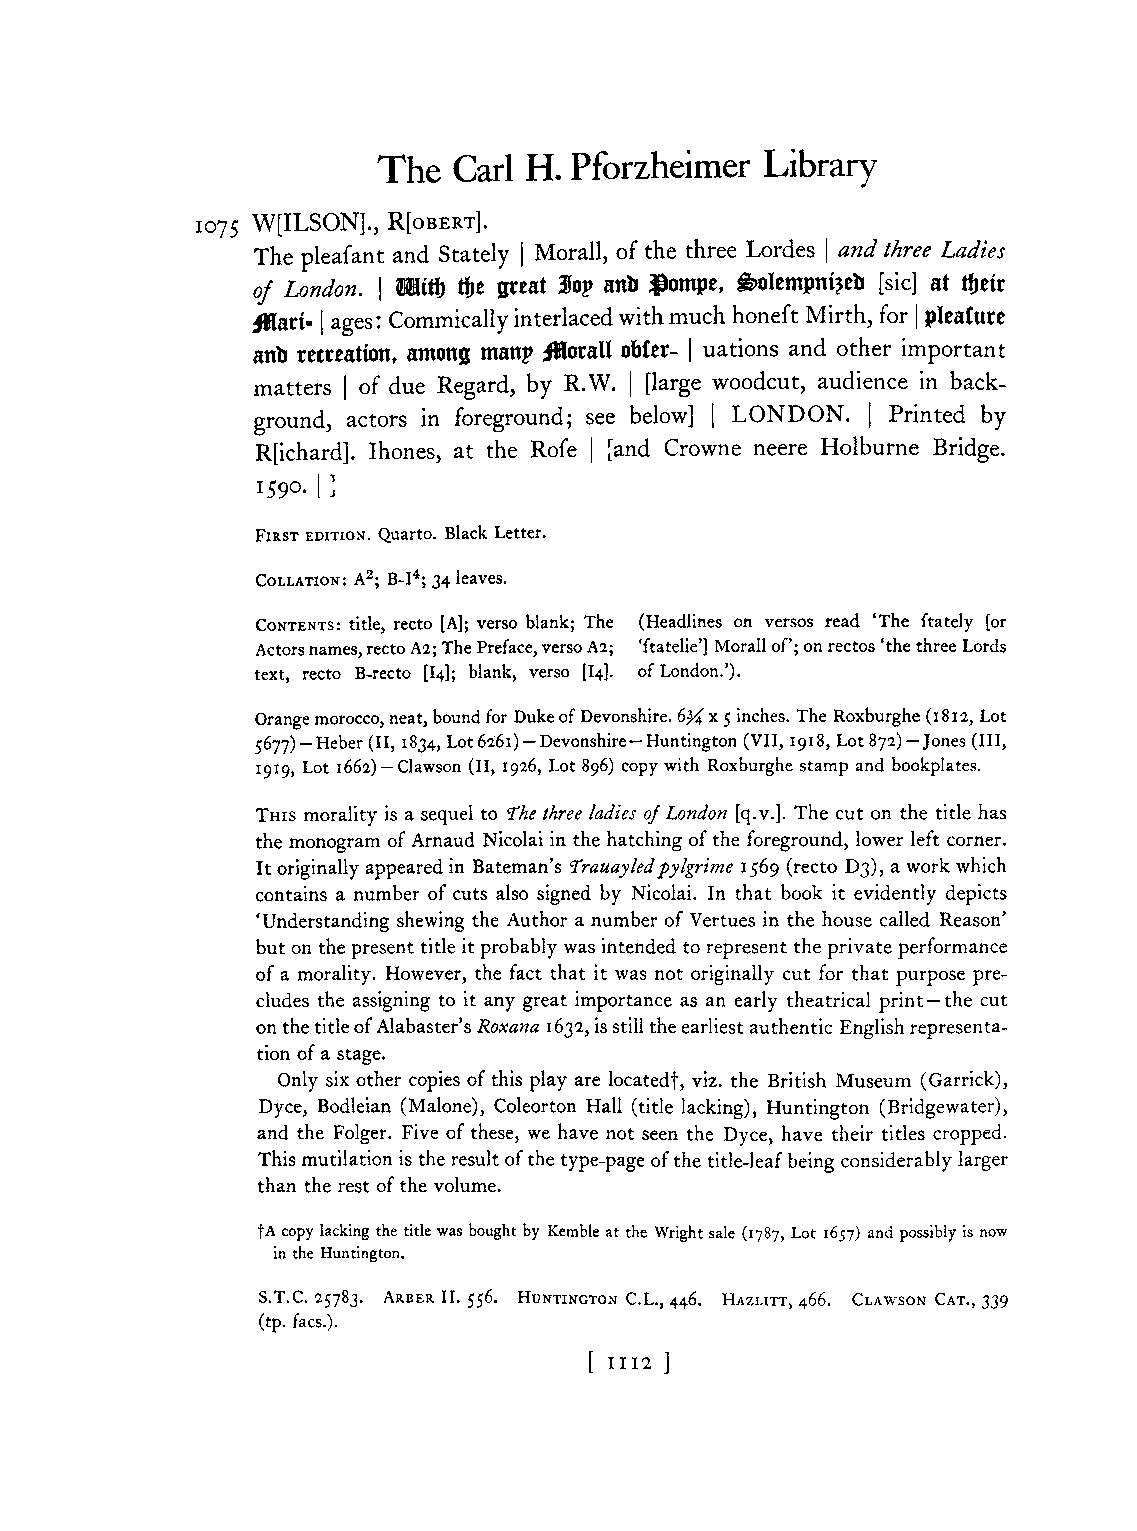 The Carl H. Pforzheimer Library
1075 W[ILSON]., R[OBERT].
The pleaſant and Stately | Morall, of the three Lordes | and three Ladies
of London. | With the great Joy and Pompe, Solempnized [sic] at their
Mari- | ages: Commically interlaced with much honeſt Mirth, for | pleaſure
and recreation, among many Morall obſer- | uations and other important
matters | of due Regard, by R.W. | [large woodcut, audience in back-
ground, actors in foreground; see below] | LONDON. | Printed by
R[ichard]. Ihones, at the Roſe | [and Crowne neere Holburne Bridge.
1590. | ]
FIRST EDITION. Quarto. Black Letter.
COLLATION: A²; B-I⁴; 34 leaves.
CONTENTS: title, recto [A]; verso blank; The
Actors names, recto A2; The Preface, verso A2;
text, recto B-recto [I4]; blank, verso [I4].
(Headlines on versos read ‘The ſtately [or
‘ſtatelie’] Morall of’; on rectos ‘the three Lords
of London.’).
Orange morocco, neat, bound for Duke of Devonshire. 6¾ x 5 inches. The Roxburghe (1812, Lot
5677)—Heber (II, 1834, Lot 6261)—Devonshire—Huntington (VII, 1918, Lot 872)—Jones (III,
1919, Lot 1662)—Clawson (II, 1926, Lot 896) copy with Roxburghe stamp and bookplates.
THIS morality is a sequel to The three ladies of London [q.v.]. The cut on the title has
the monogram of Arnaud Nicolai in the hatching of the foreground, lower left corner.
It originally appeared in Bateman’s Trauayled pylgrime 1569 (recto D3), a work which
contains a number of cuts also signed by Nicolai. In that book it evidently depicts
‘Understanding shewing the Author a number of Vertues in the house called Reason’
but on the present title it probably was intended to represent the private performance
of a morality. However, the fact that it was not originally cut for that purpose pre-
cludes the assigning to it any great importance as an early theatrical print—the cut
on the title of Alabaster’s Roxana 1632, is still the earliest authentic English representa-
tion of a stage.
Only six other copies of this play are located†, viz. the British Museum (Garrick),
Dyce, Bodleian (Malone), Coleorton Hall (title lacking), Huntington (Bridgewater),
and the Folger. Five of these, we have not seen the Dyce, have their titles cropped.
This mutilation is the result of the type-page of the title-leaf being considerably larger
than the rest of the volume.
†A copy lacking the title was bought by Kemble at the Wright sale (1787, Lot 1657) and possibly is now
in the Huntington.
S.T.C. 25783. ARBER II. 556. HUNTINGTON C.L., 446. HAZLITT, 466. CLAWSON CAT., 339
(tp. facs.).
[ 1112 ]